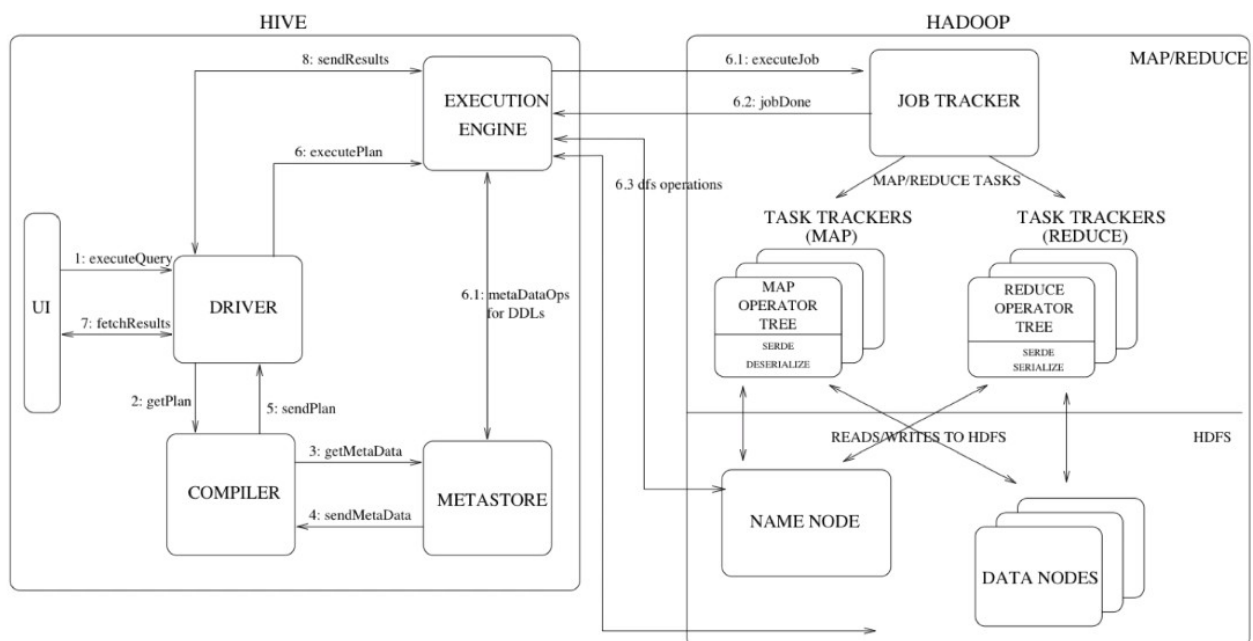 HIVE
HADOOP
MAP/REDUCE
8: sendResults
6.1: executeJob
EXECUTION
ENGINE
JOB TRACKER
6.2: jobDone
6: executePlan
6.3 dfs operations
MAP/REDUCE TASKS
TASK TRACKERS
(MAP)
TASK TRACKERS
(REDUCE)
1: executeQuery
UI
DRIVER
7: fetchResults
6.1: metaDataOps
for DDLs
MAP
OPERATOR
TREE
SERDE
DESERIALIZE
REDUCE
OPERATOR
TREE
SERDE
SERIALIZE
2: getPlan
5: sendPlan
READS/WRITES TO HDFS
HDFS
3: getMetaData
COMPILER
METASTORE
4: sendMetaData
NAME NODE
DATA NODES